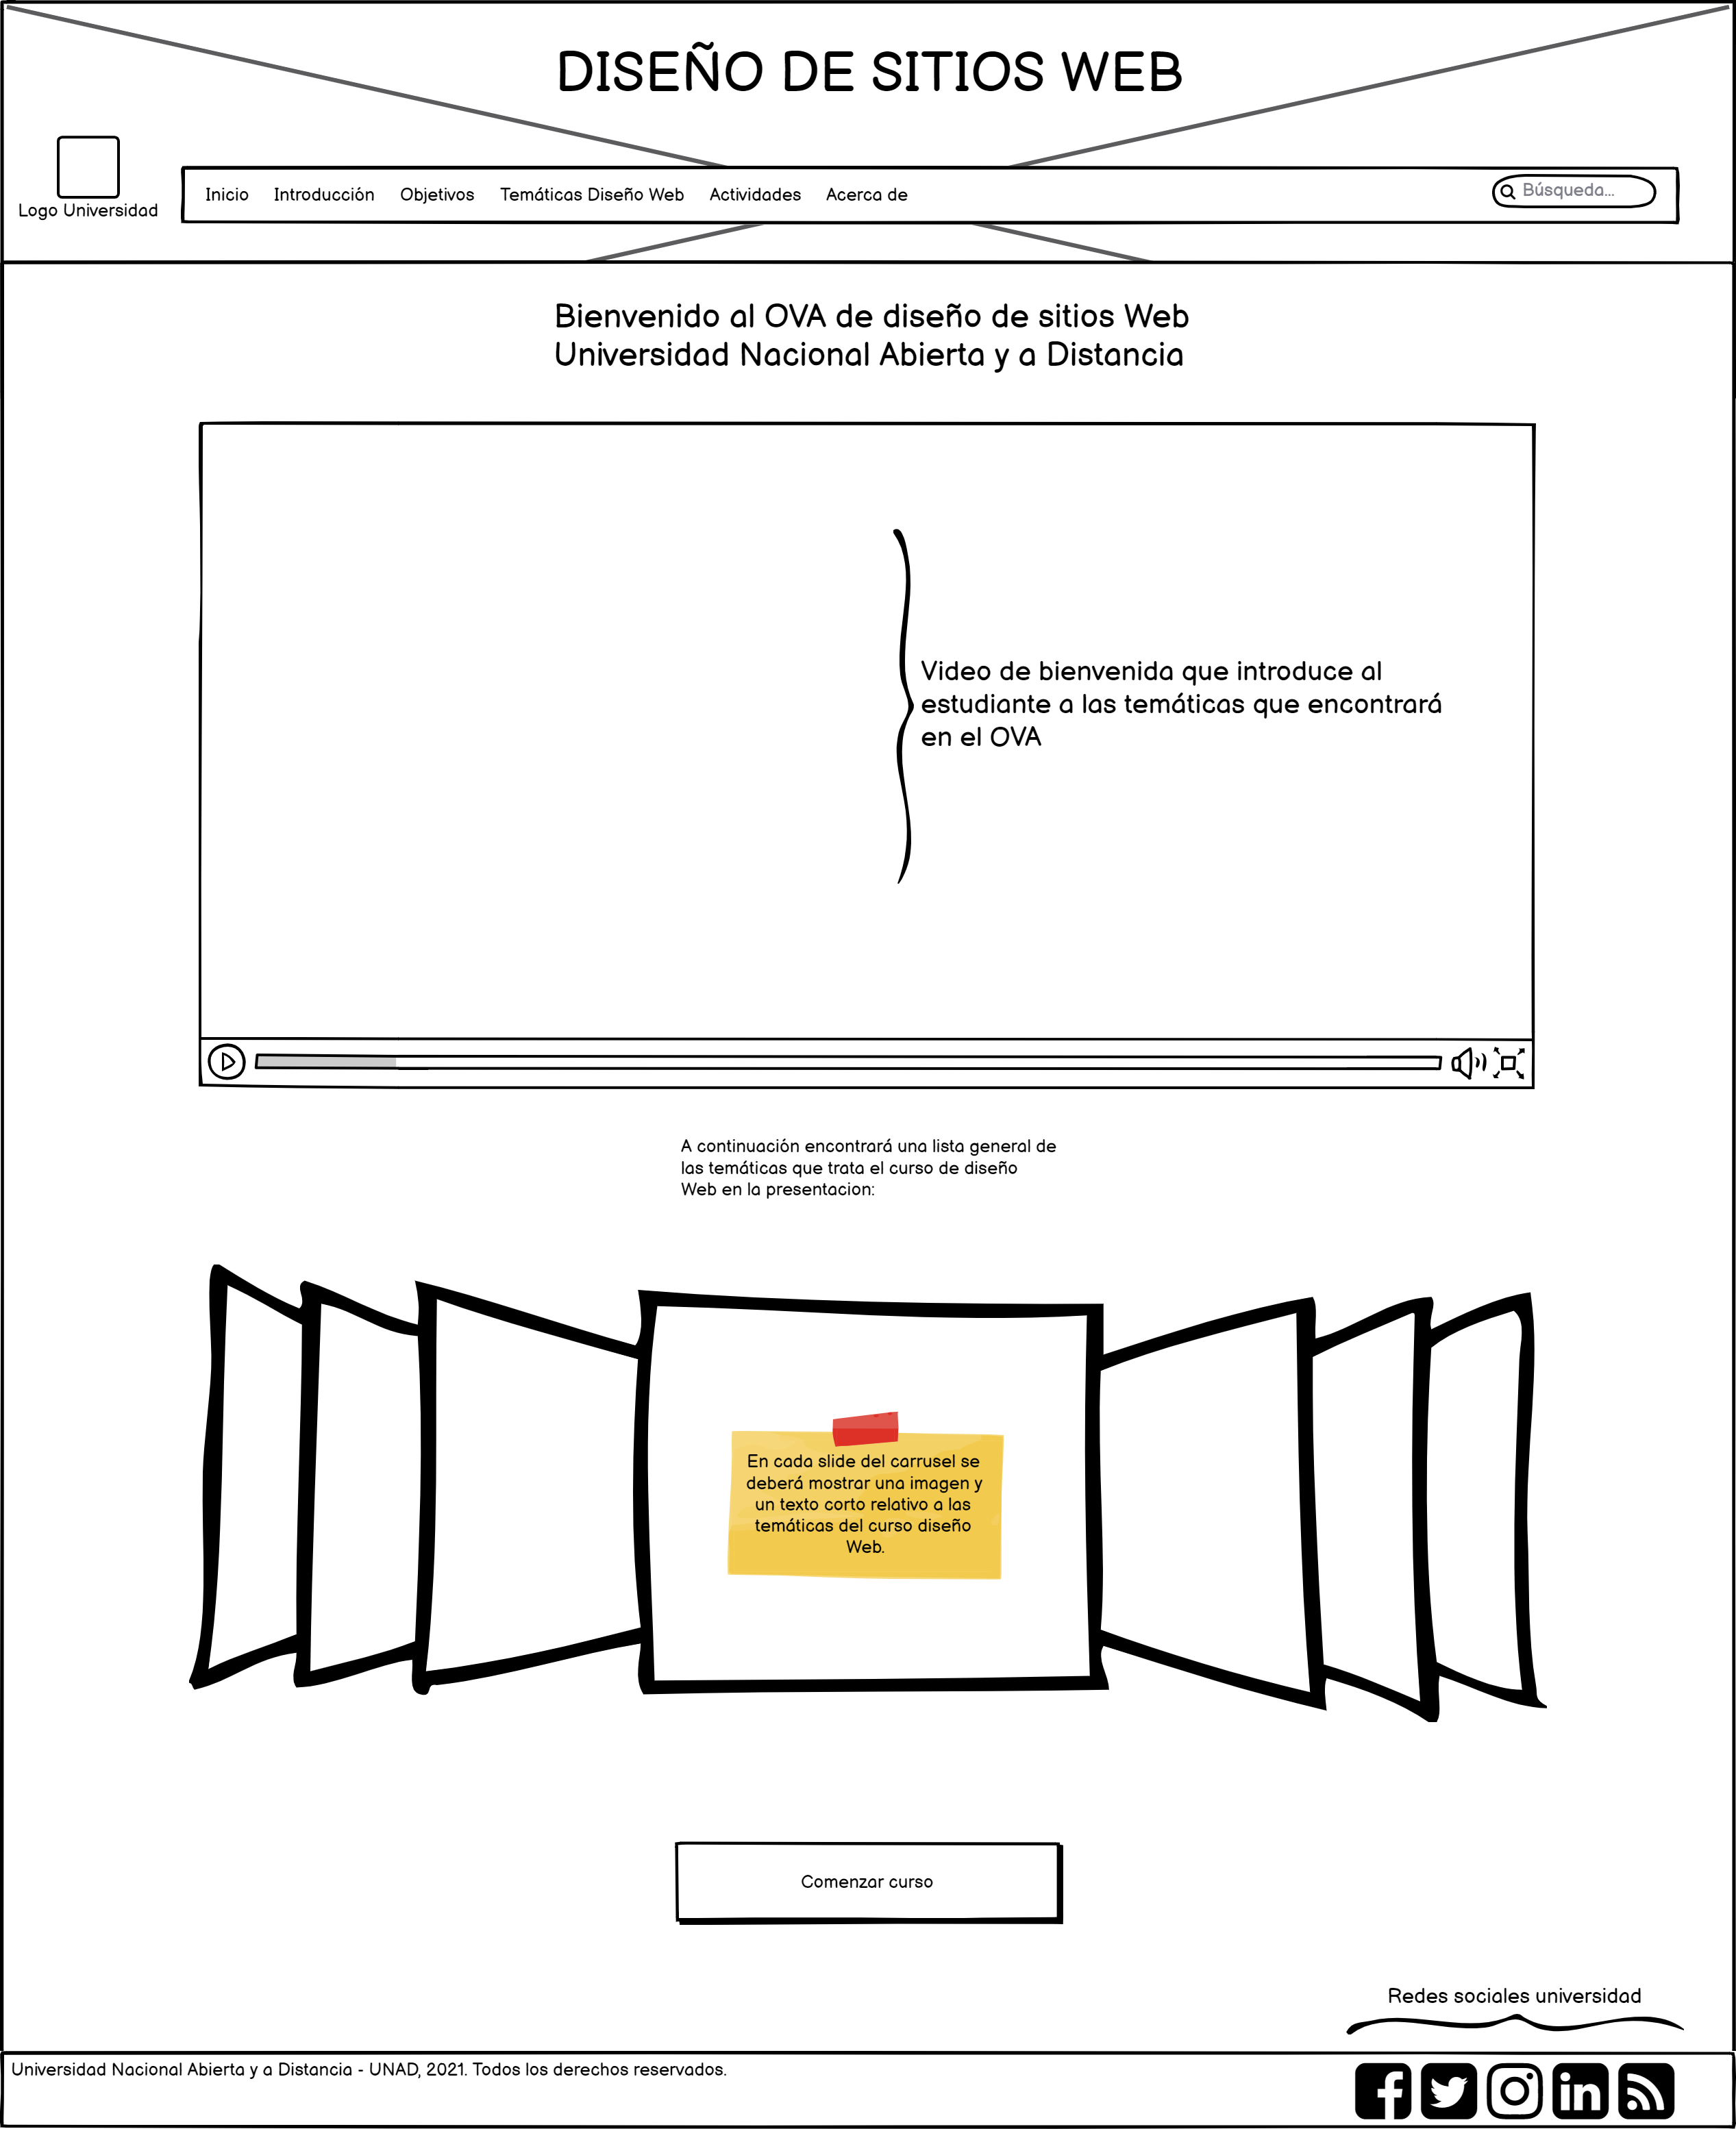 DISEÑO DE SITIOS WEB
Logo Universidad
Inicio Introducción Objetivos Temáticas Diseño Web Actividades Acerca de
Búsqueda...
Bienvenido al OVA de diseño de sitios Web
Universidad Nacional Abierta y a Distancia
Video de bienvenida que introduce al
estudiante a las temáticas que encontrará
en el OVA
A continuación encontrará una lista general de
las temáticas que trata el curso de diseño
Web en la presentacion:
En cada slide del carrusel se
deberá mostrar una imagen y
un texto corto relativo a las
temáticas del curso diseño
Web.
Comenzar curso
Redes sociales universidad
Universidad Nacional Abierta y a Distancia - UNAD, 2021. Todos los derechos reservados.